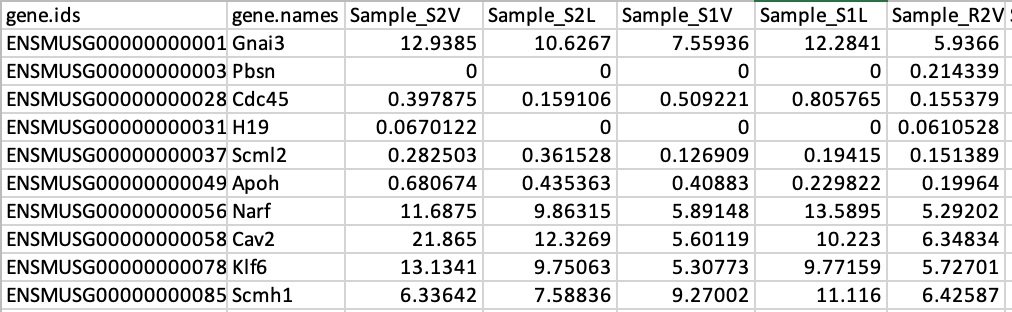 gene.ids gene.names Sample_S2V Sample_S2L Sample_S1V Sample_S1L Sample_R2V
ENSMUSG00000000001 Gnai3 12.9385 10.6267 7.55936 12.2841 5.9366
ENSMUSG00000000003 Pbsn 0 0 0 0 0.214339
ENSMUSG00000000028 Cdc45 0.397875 0.159106 0.509221 0.805765 0.155379
ENSMUSG00000000031 H19 0.0670122 0 0 0 0.0610528
ENSMUSG00000000037 Scml2 0.282503 0.361528 0.126909 0.19415 0.151389
ENSMUSG00000000049 Apoh 0.680674 0.435363 0.40883 0.229822 0.19964
ENSMUSG00000000056 Narf 11.6875 9.86315 5.89148 13.5895 5.29202
ENSMUSG00000000058 Cav2 21.865 12.3269 5.60119 10.223 6.34834
ENSMUSG00000000078 Klf6 13.1341 9.75063 5.30773 9.77159 5.72701
ENSMUSG00000000085 Scmh1 6.33642 7.58836 9.27002 11.116 6.42587